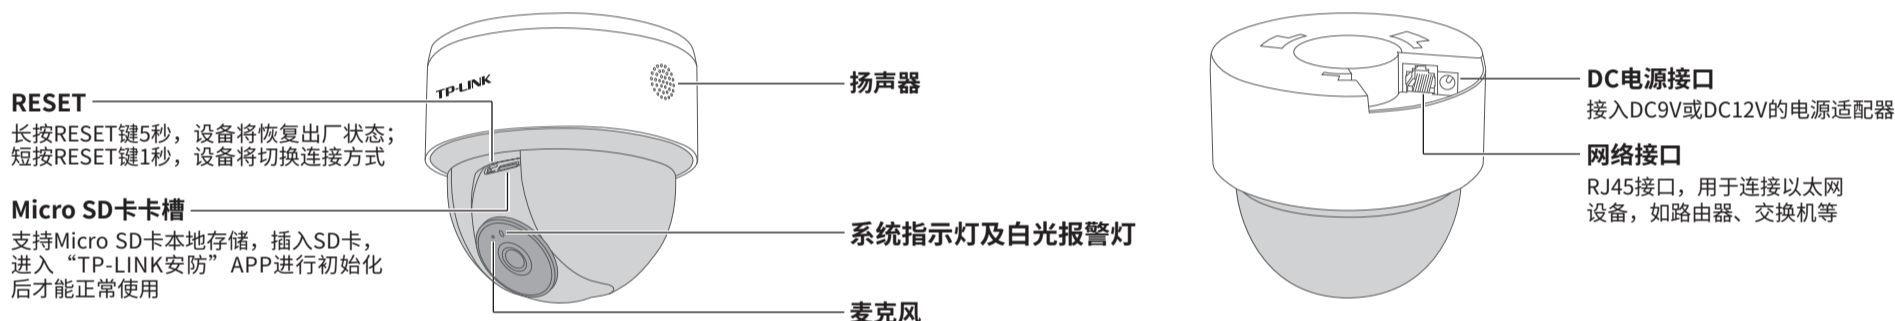 TP-LINK
RESET
长按RESET键5秒，设备将恢复出厂状态；
短按RESET键1秒，设备将切换连接方式
Micro SD卡卡槽
支持Micro SD卡本地存储，插入SD卡，
进入“TP-LINK安防”APP进行初始化
后才能正常使用
扬声器
系统指示灯及白光报警灯
麦克风
DC电源接口
接入DC9V或DC12V的电源适配器
网络接口
RJ45接口，用于连接以太网
设备，如路由器、交换机等